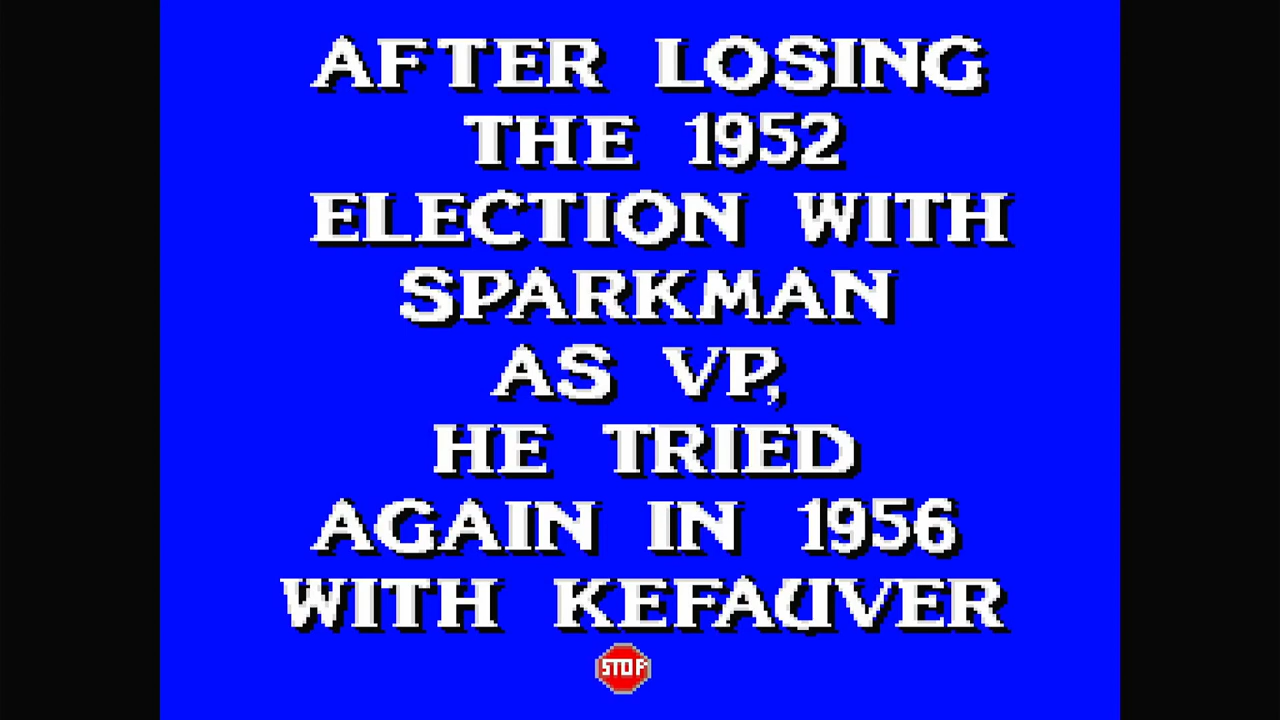 AFTER LOSING
THE 1952
ELECTION WITH
SPARKMAN
AS VP,
HE TRIED
AGAIN IN 1956
WITH KEFAUVER
STOP